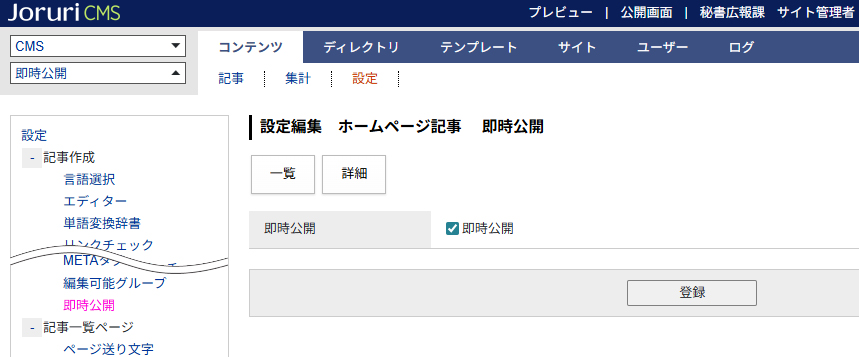 Joruri CMS
プレビュー | 公開画面 | 秘書広報課 サイト管理者
CMS
即時公開
コンテンツ ディレクトリ テンプレート サイト ユーザー ログ
記事 集計 設定
設定
- 記事作成
言語選択
エディター
単語変換辞書
リンクチェック
METAタ
編集可能グループ
即時公開
- 記事一覧ページ
ページ送り文字
設定編集 ホームページ記事 即時公開
一覧 詳細
即時公開 即時公開
登録